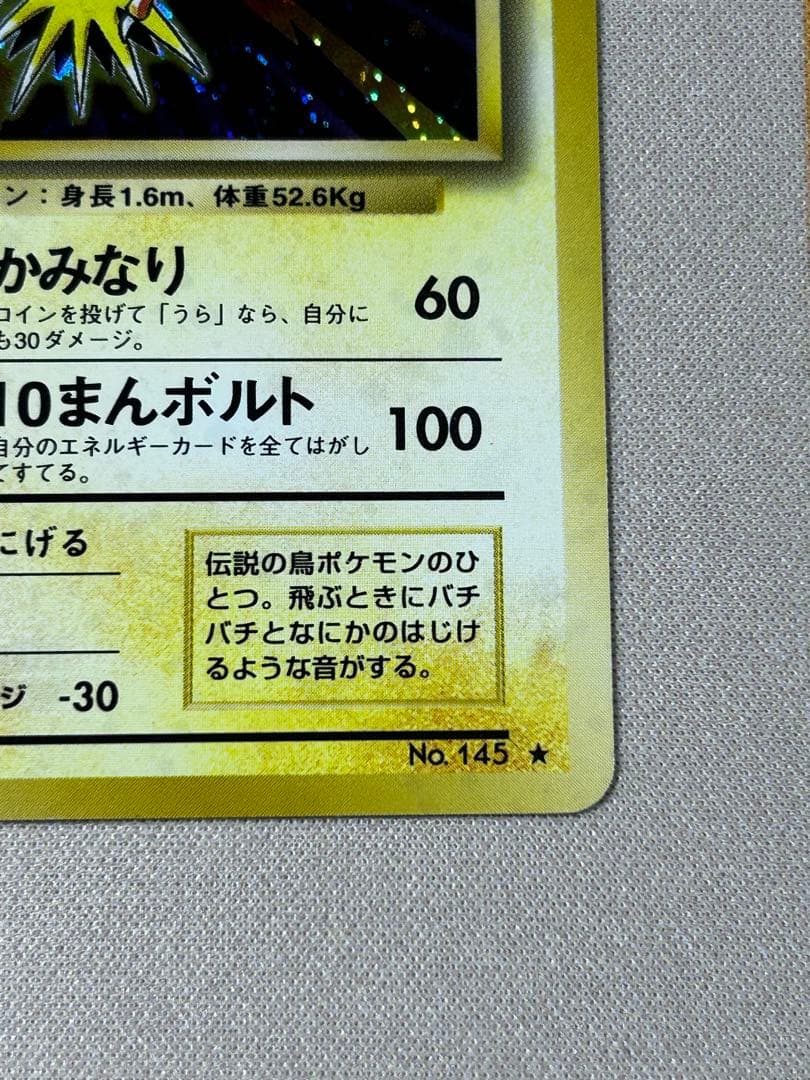 ン：身長1.6m、体重52.6Kg
かみなり
60
コインを投げて「うら」なら、自分に
も30ダメージ。
10まんボルト
100
自分のエネルギーカードを全てはがし
てすてる。
にげる
伝説の鳥ポケモンのひ
とつ。飛ぶときにバチ
バチとなにかのはじけ
るような音がする。
ジ -30
No. 145 ★